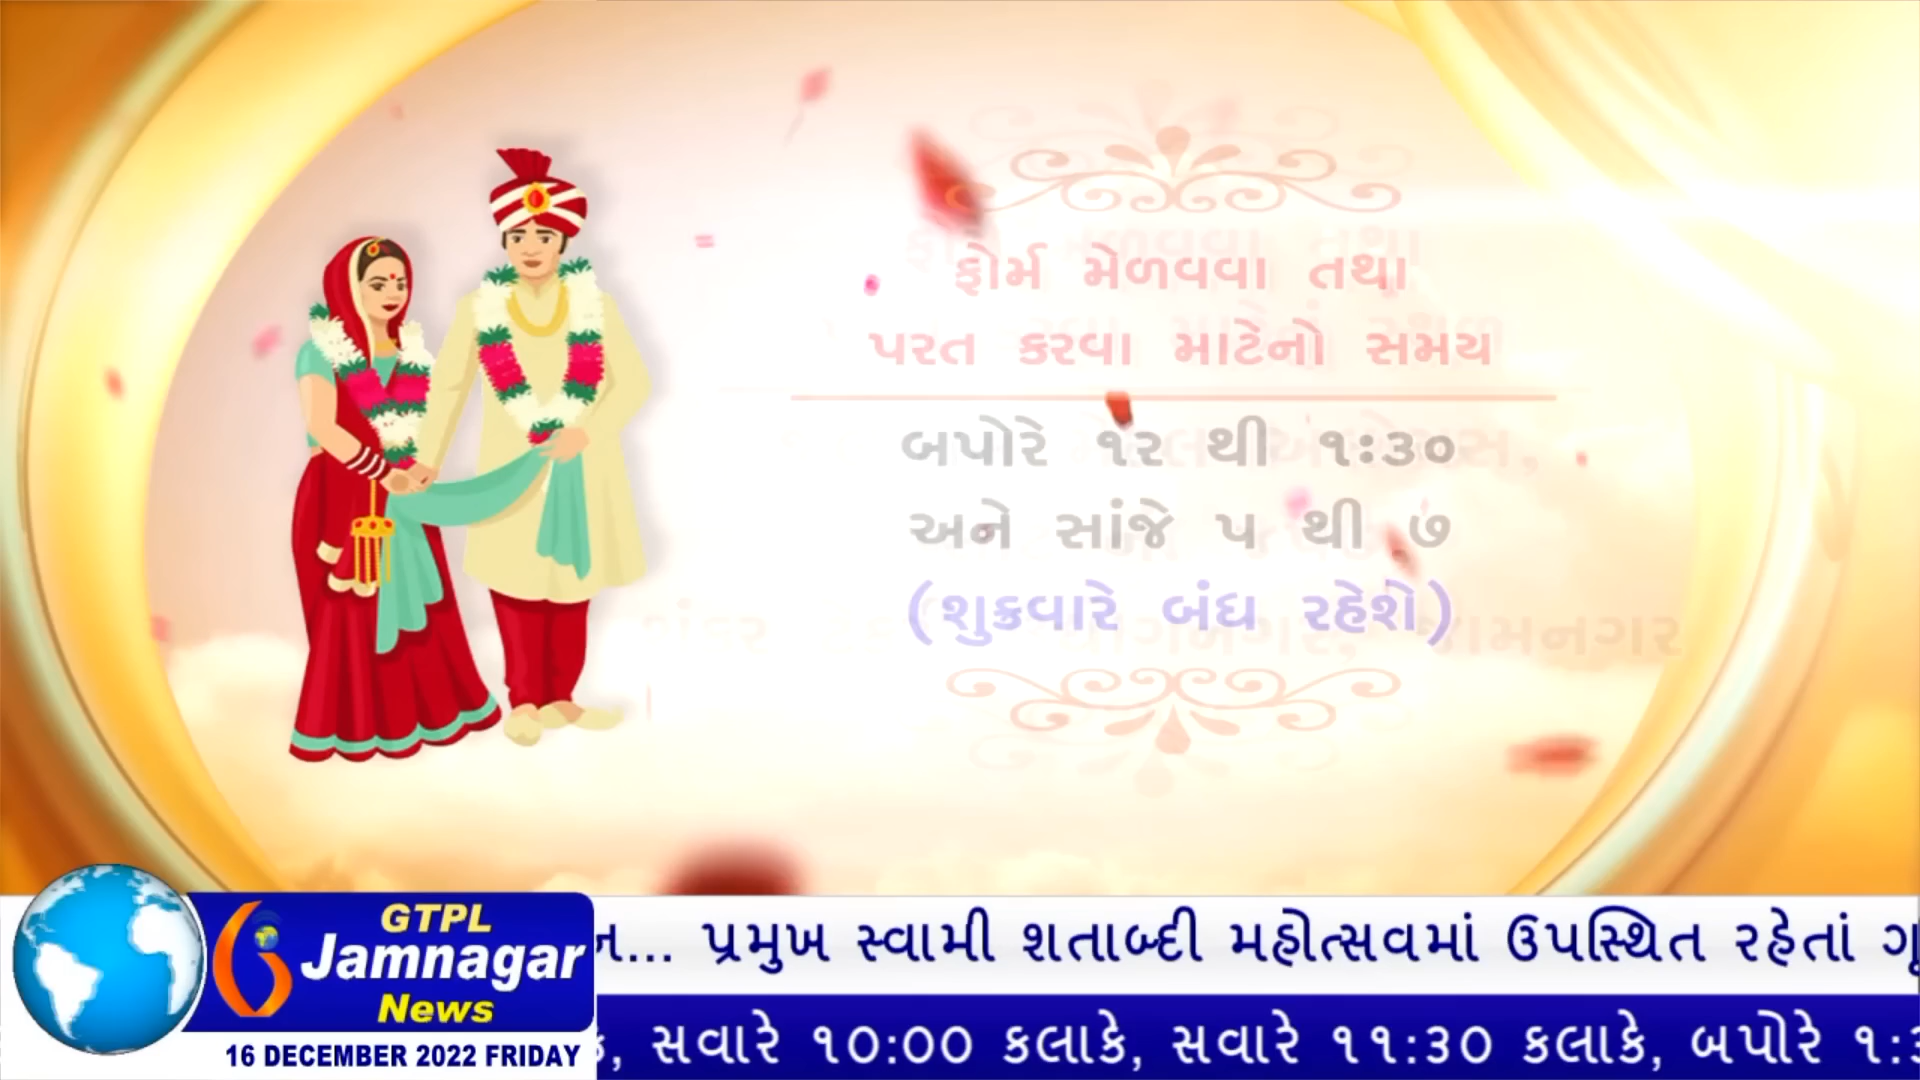 ફોર્મ મેળવવા તથા
પરત કરવા માટેનો સમય
બપોરે ૧૨ થી ૧:૩૦
અને સાંજે ૫ થી ૭
(શુક્રવારે બંધ રહેશે)
જામનગર
GTPL
Jamnagar
News
16 DECEMBER 2022 FRIDAY
... પ્રમુખ સ્વામી શતાબ્દી મહોત્સવમાં ઉપસ્થિત રહેતાં
, સવારે ૧૦:૦૦ કલાકે, સવારે ૧૧:૩૦ કલાકે, બપોરે